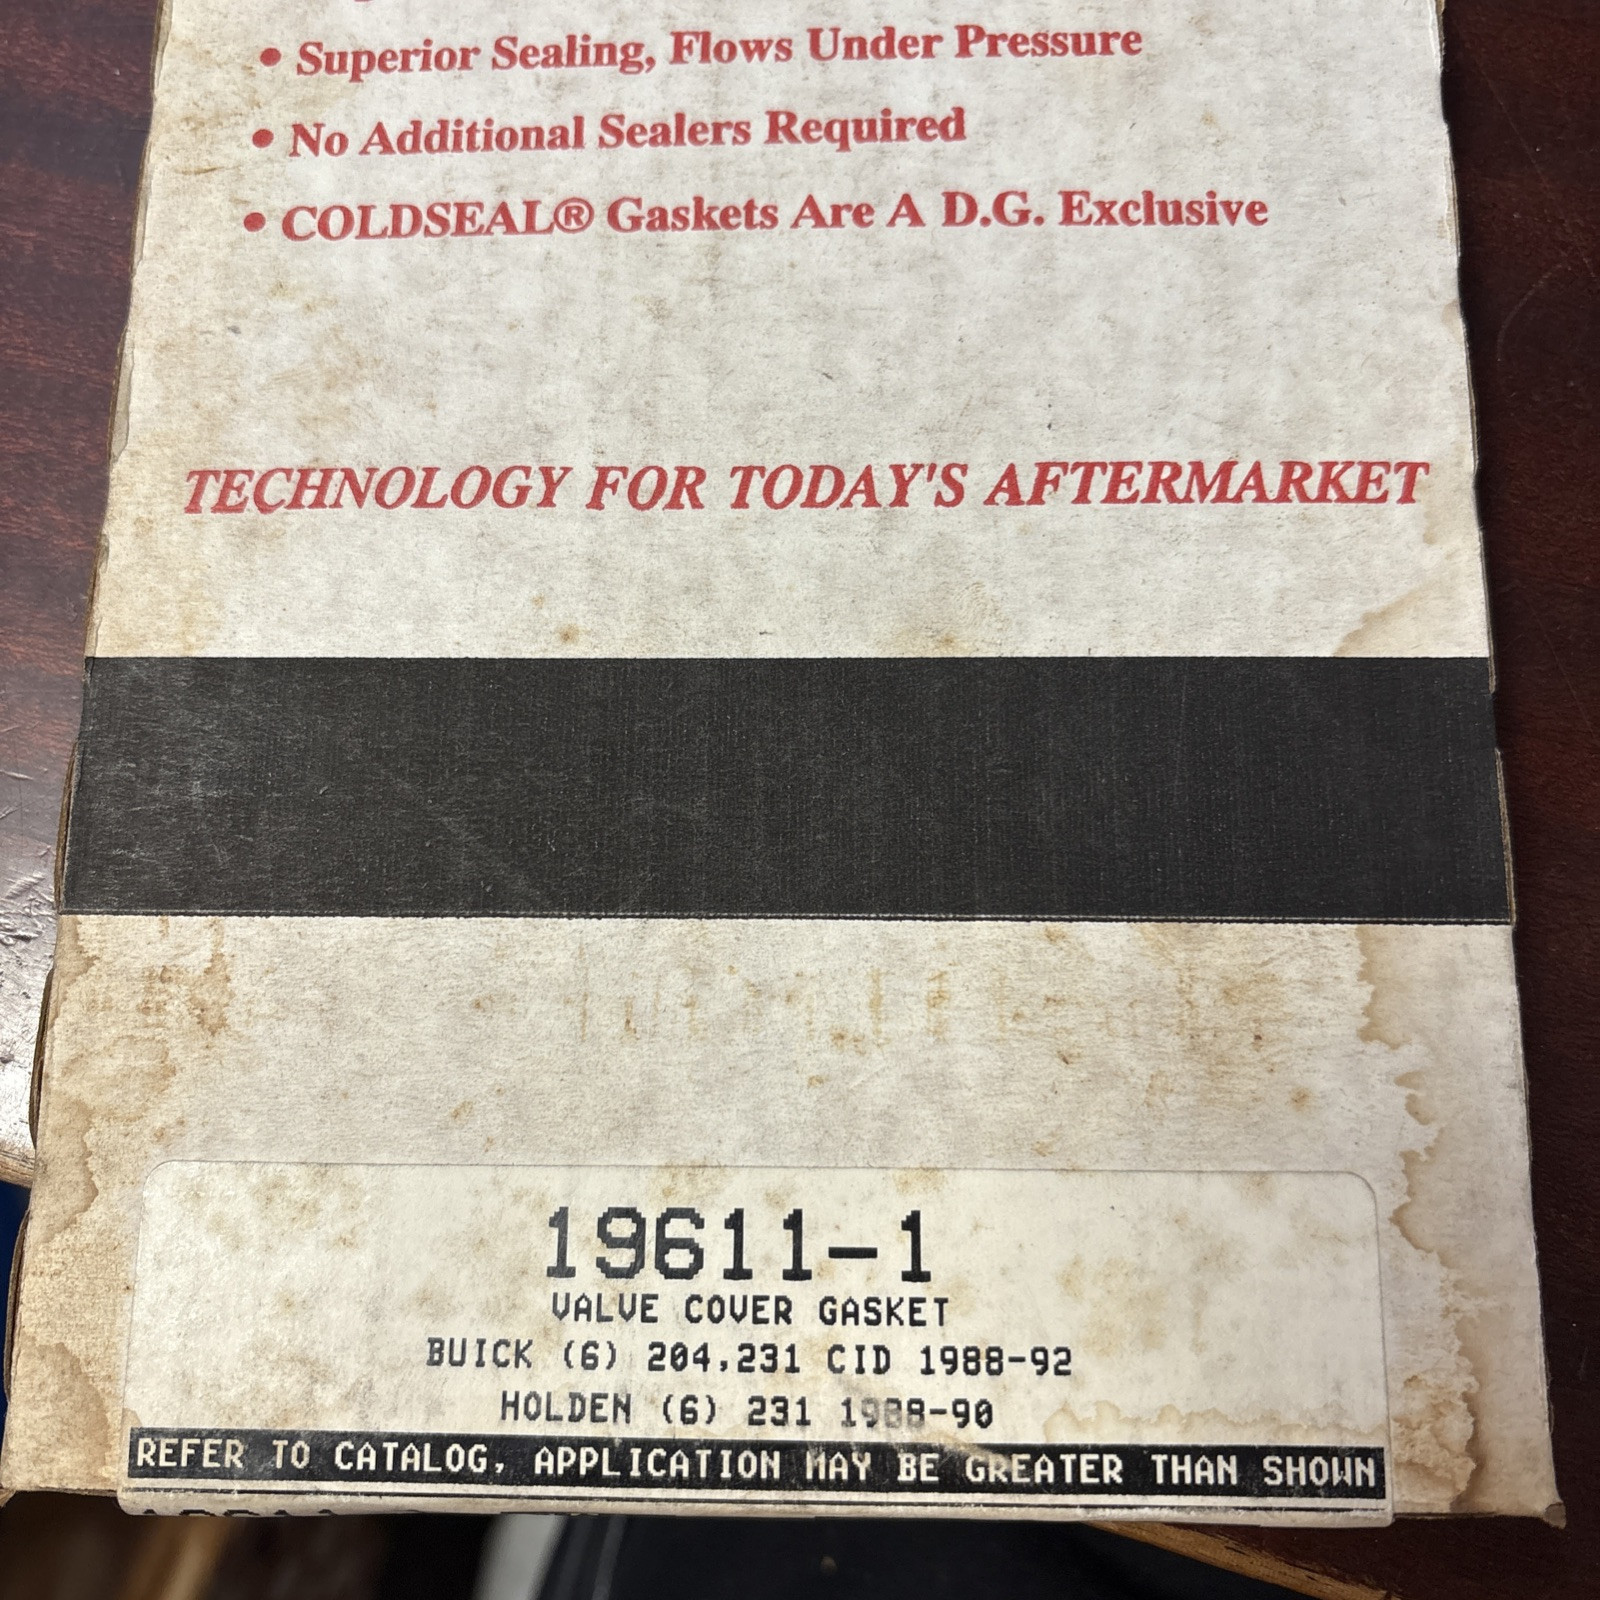 • Superior Sealing, Flows Under Pressure
• No Additional Sealers Required
• COLDSEAL® Gaskets Are A D.G. Exclusive
TECHNOLOGY FOR TODAY'S AFTERMARKET
19611-1
VALVE COVER GASKET
BUICK (6) 204,231 CID 1988-92
HOLDEN (6) 231 1988-90
REFER TO CATALOG, APPLICATION MAY BE GREATER THAN SHOWN